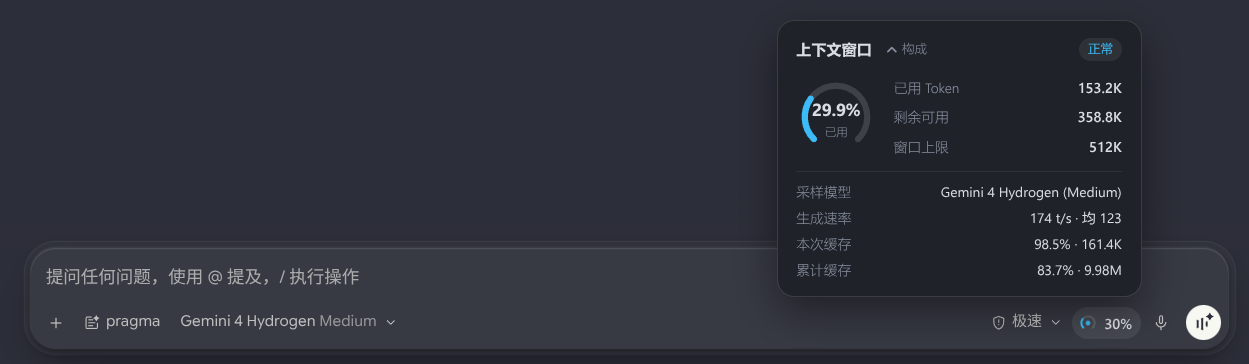 上下文窗口 构成 正常
29.9%
已用
已用 Token 153.2K
剩余可用 358.8K
窗口上限 512K
采样模型 Gemini 4 Hydrogen (Medium)
生成速率 174 t/s · 均 123
本次缓存 98.5% · 161.4K
累计缓存 83.7% · 9.98M
提问任何问题，使用 @ 提及，/ 执行操作
+ pragma Gemini 4 Hydrogen Medium 极速 30%